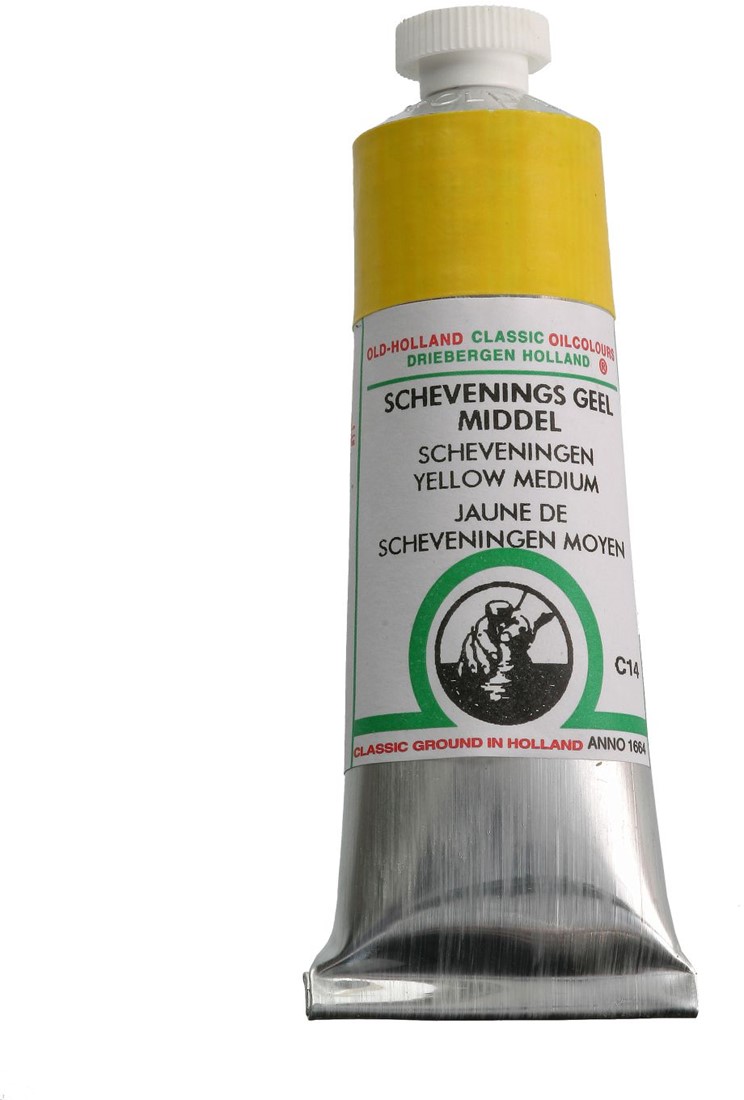 OLD-HOLLAND CLASSIC OILCOLOURS
DRIEBERGEN HOLLAND ®
SCHEVENINGS GEEL
MIDDEL
SCHEVENINGEN
YELLOW MEDIUM
JAUNE DE
SCHEVENINGEN MOYEN
C14
CLASSIC GROUND IN HOLLAND ANNO 1664